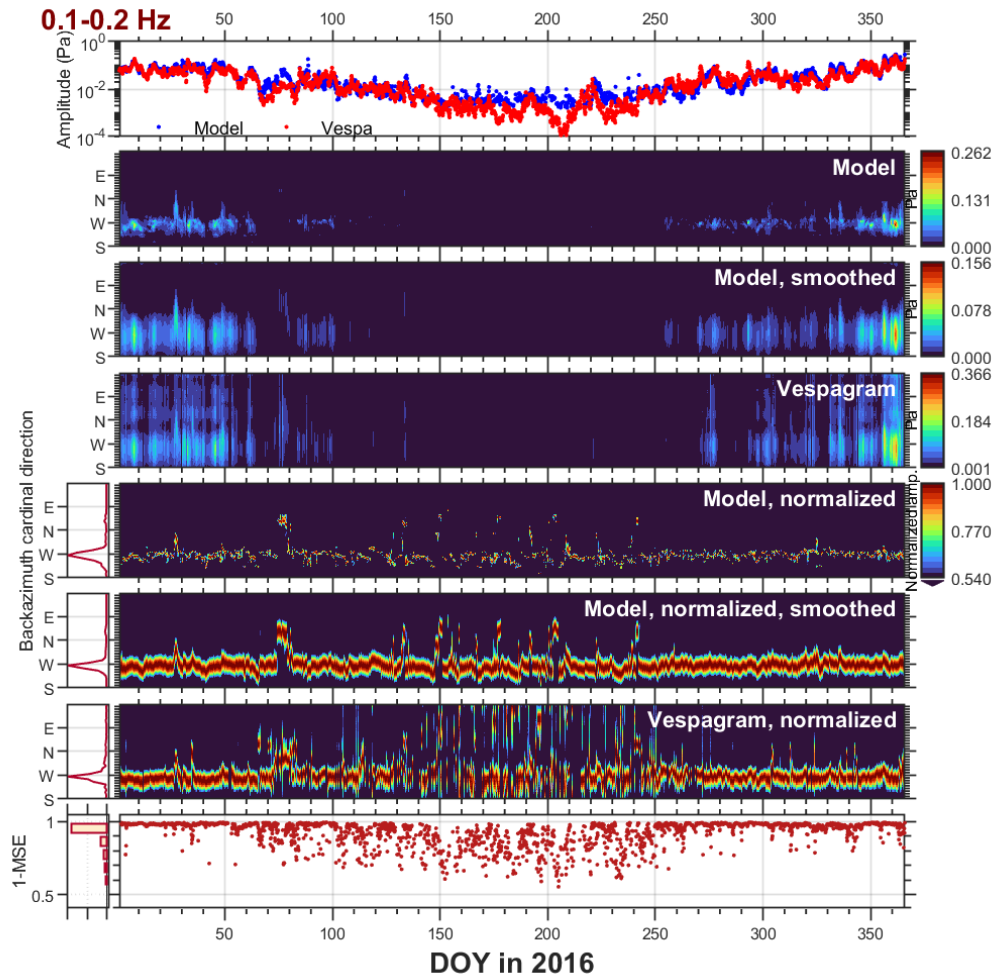 0.1-0.2 Hz
0 50 100 150 200 250 300 350
Amplitude (Pa)
10^0
10^-2
10^-4
Model Vespa
Model
E
N
W
S
0.262
0.131
0.000
Pa
Model, smoothed
E
N
W
S
0.156
0.078
0.000
Pa
Vespagram
E
N
W
S
0.366
0.184
0.001
Pa
Backazimuth cardinal direction
Model, normalized
E
N
W
S
1.000
0.770
0.540
Normalized amp.
Model, normalized, smoothed
E
N
W
S
Vespagram, normalized
E
N
W
S
1-MSE
1
0.5
50 100 150 200 250 300 350
DOY in 2016